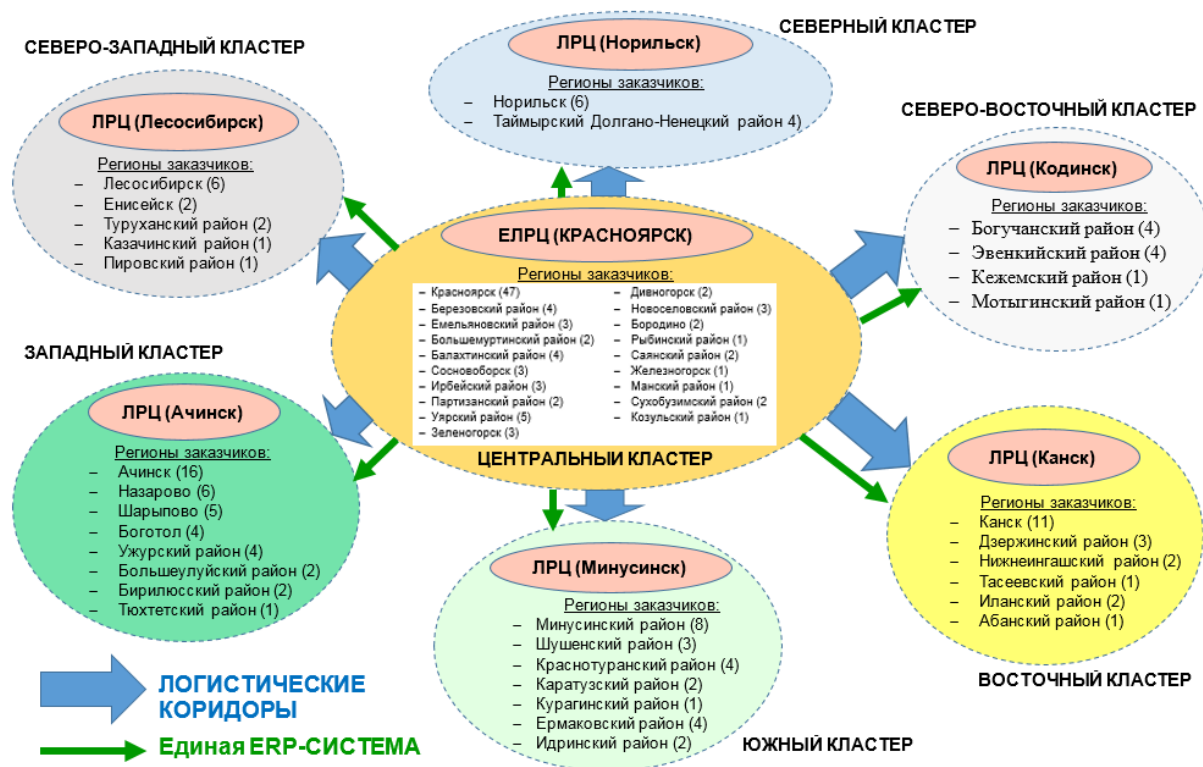 СЕВЕРНЫЙ КЛАСТЕР
ЛРЦ (Норильск)
Регионы заказчиков:
– Норильск (6)
– Таймырский Долгано-Ненецкий район 4)
СЕВЕРО-ЗАПАДНЫЙ КЛАСТЕР
ЛРЦ (Лесосибирск)
Регионы заказчиков:
– Лесосибирск (6)
– Енисейск (2)
– Туруханский район (2)
– Казачинский район (1)
– Пировский район (1)
СЕВЕРО-ВОСТОЧНЫЙ КЛАСТЕР
ЛРЦ (Кодинск)
Регионы заказчиков:
– Богучанский район (4)
– Эвенкийский район (4)
– Кежемский район (1)
– Мотыгинский район (1)
ЕЛРЦ (КРАСНОЯРСК)
Регионы заказчиков:
– Красноярск (47)
– Березовский район (4)
– Емельяновский район (3)
– Большемуртинский район (2)
– Балахтинский район (4)
– Сосновоборск (3)
– Ирбейский район (3)
– Партизанский район (2)
– Уярский район (5)
– Зеленогорск (3)
– Дивногорск (2)
– Новоселовский район (3)
– Бородино (2)
– Рыбинский район (1)
– Саянский район (2)
– Железногорск (1)
– Манский район (1)
– Сухобузимский район (2
– Козульский район (1)
ЦЕНТРАЛЬНЫЙ КЛАСТЕР
ЗАПАДНЫЙ КЛАСТЕР
ЛРЦ (Ачинск)
Регионы заказчиков:
– Ачинск (16)
– Назарово (6)
– Шарыпово (5)
– Боготол (4)
– Ужурский район (4)
– Большеулуйский район (2)
– Бирилюсский район (2)
– Тюхтетский район (1)
ЛРЦ (Канск)
Регионы заказчиков:
– Канск (11)
– Дзержинский район (3)
– Нижнеингашский район (2)
– Тасеевский район (1)
– Иланский район (2)
– Абанский район (1)
ВОСТОЧНЫЙ КЛАСТЕР
ЛРЦ (Минусинск)
Регионы заказчиков:
– Минусинский район (8)
– Шушенский район (3)
– Краснотуранский район (4)
– Каратузский район (2)
– Курагинский район (1)
– Ермаковский район (4)
– Идринский район (2)
ЮЖНЫЙ КЛАСТЕР
ЛОГИСТИЧЕСКИЕ
КОРИДОРЫ
Единая ERP-СИСТЕМА